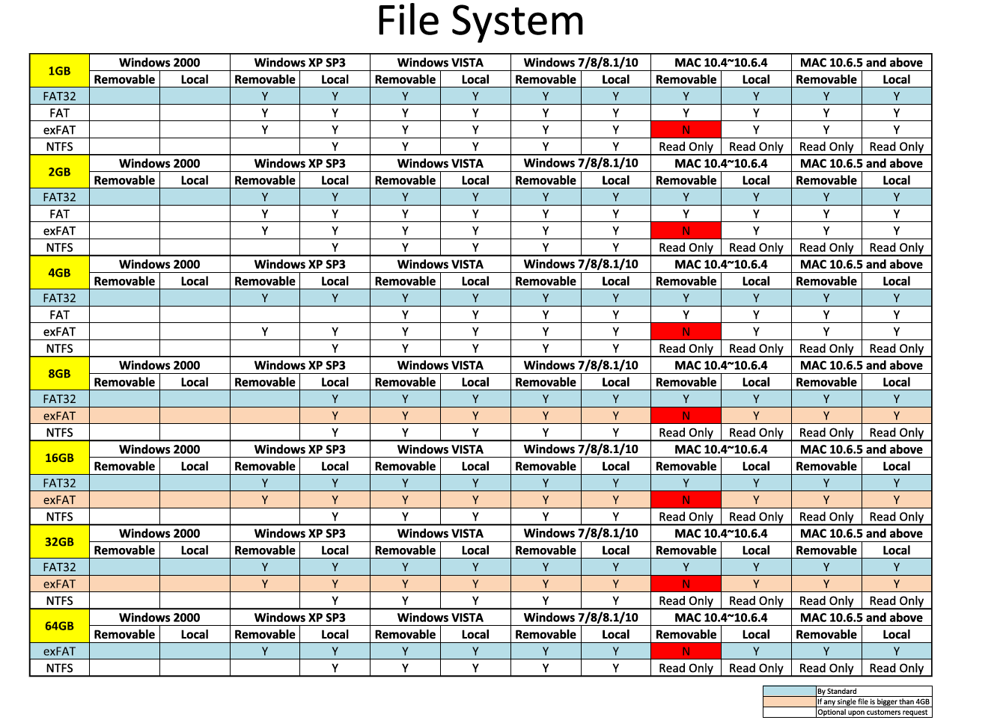 File System
1GB Windows 2000 Windows XP SP3 Windows VISTA Windows 7/8/8.1/10 MAC 10.4~10.6.4 MAC 10.6.5 and above
Removable Local Removable Local Removable Local Removable Local Removable Local Removable Local
FAT32 Y Y Y Y Y Y Y Y Y Y
FAT Y Y Y Y Y Y Y Y Y Y
exFAT Y Y Y Y Y Y N Y Y Y
NTFS Y Y Y Y Y Read Only Read Only Read Only Read Only
2GB Windows 2000 Windows XP SP3 Windows VISTA Windows 7/8/8.1/10 MAC 10.4~10.6.4 MAC 10.6.5 and above
Removable Local Removable Local Removable Local Removable Local Removable Local Removable Local
FAT32 Y Y Y Y Y Y Y Y Y Y
FAT Y Y Y Y Y Y Y Y Y Y
exFAT Y Y Y Y Y Y N Y Y Y
NTFS Y Y Y Y Y Read Only Read Only Read Only Read Only
4GB Windows 2000 Windows XP SP3 Windows VISTA Windows 7/8/8.1/10 MAC 10.4~10.6.4 MAC 10.6.5 and above
Removable Local Removable Local Removable Local Removable Local Removable Local Removable Local
FAT32 Y Y Y Y Y Y Y Y Y Y
FAT Y Y Y Y Y Y Y Y
exFAT Y Y Y Y Y Y N Y Y Y
NTFS Y Y Y Y Y Read Only Read Only Read Only Read Only
8GB Windows 2000 Windows XP SP3 Windows VISTA Windows 7/8/8.1/10 MAC 10.4~10.6.4 MAC 10.6.5 and above
Removable Local Removable Local Removable Local Removable Local Removable Local Removable Local
FAT32 Y Y Y Y Y Y Y Y Y
exFAT Y Y Y Y Y N Y Y Y
NTFS Y Y Y Y Y Read Only Read Only Read Only Read Only
16GB Windows 2000 Windows XP SP3 Windows VISTA Windows 7/8/8.1/10 MAC 10.4~10.6.4 MAC 10.6.5 and above
Removable Local Removable Local Removable Local Removable Local Removable Local Removable Local
FAT32 Y Y Y Y Y Y Y Y Y Y
exFAT Y Y Y Y Y Y N Y Y Y
NTFS Y Y Y Y Y Read Only Read Only Read Only Read Only
32GB Windows 2000 Windows XP SP3 Windows VISTA Windows 7/8/8.1/10 MAC 10.4~10.6.4 MAC 10.6.5 and above
Removable Local Removable Local Removable Local Removable Local Removable Local Removable Local
FAT32 Y Y Y Y Y Y Y Y Y Y
exFAT Y Y Y Y Y Y N Y Y Y
NTFS Y Y Y Y Y Read Only Read Only Read Only Read Only
64GB Windows 2000 Windows XP SP3 Windows VISTA Windows 7/8/8.1/10 MAC 10.4~10.6.4 MAC 10.6.5 and above
Removable Local Removable Local Removable Local Removable Local Removable Local Removable Local
exFAT Y Y Y Y Y Y N Y Y Y
NTFS Y Y Y Y Y Read Only Read Only Read Only Read Only
By Standard
If any single file is bigger than 4GB
Optional upon customers request